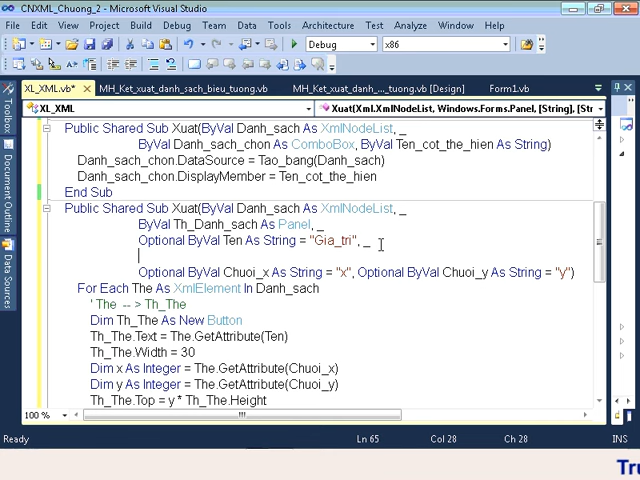 CNXML_Chuong_2 - Microsoft Visual Studio
File Edit View Project Build Debug Team Data Tools Architecture Test Analyze Window Help
Debug x86
XL_XML.vb* MH_Ket_xuat_danh_sach_bieu_tuong.vb MH_Ket_xuat_danh_..._tuong.vb [Design] Form1.vb
XL_XML Xuat(Xml.XmlNodeList, Windows.Forms.Panel, [String], [Str
Toolbox
Document Outline
Data Sources
Public Shared Sub Xuat(ByVal Danh_sach As XmlNodeList, _
ByVal Danh_sach_chon As ComboBox, ByVal Ten_cot_the_hien As String)
Danh_sach_chon.DataSource = Tao_bang(Danh_sach)
Danh_sach_chon.DisplayMember = Ten_cot_the_hien
End Sub
Public Shared Sub Xuat(ByVal Danh_sach As XmlNodeList, _
ByVal Th_Danh_sach As Panel, _
Optional ByVal Ten As String = "Gia_tri", _
Optional ByVal Chuoi_x As String = "x", Optional ByVal Chuoi_y As String = "y")
For Each The As XmlElement In Danh_sach
' The --> Th_The
Dim Th_The As New Button
Th_The.Text = The.GetAttribute(Ten)
Th_The.Width = 30
Dim x As Integer = The.GetAttribute(Chuoi_x)
Dim y As Integer = The.GetAttribute(Chuoi_y)
Th_The.Top = y * Th_The.Height
100 %
Ready Ln 65 Col 28 Ch 28 INS